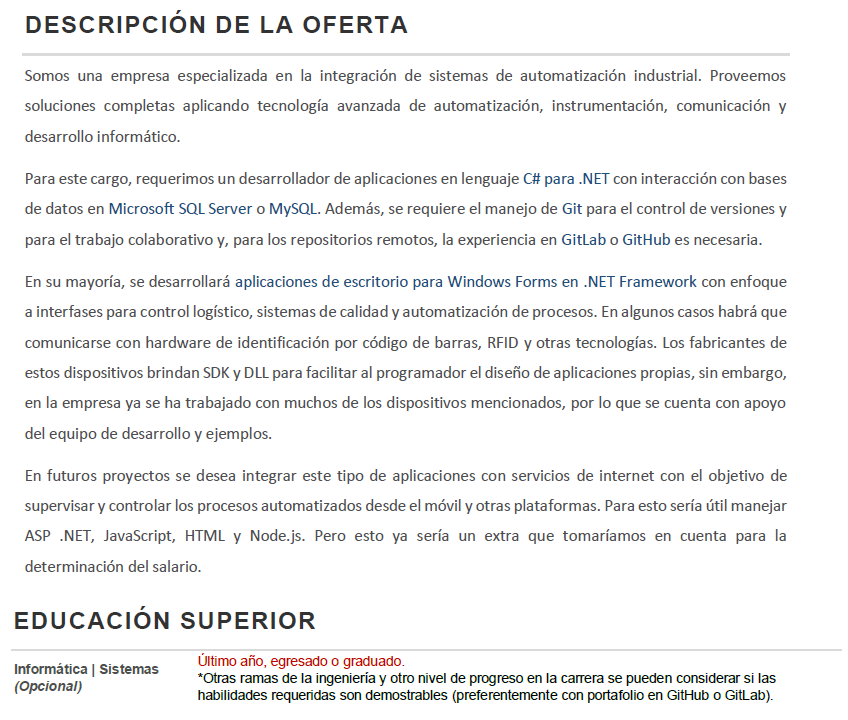 DESCRIPCIÓN DE LA OFERTA
Somos una empresa especializada en la integración de sistemas de automatización industrial. Proveemos
soluciones completas aplicando tecnología avanzada de automatización, instrumentación, comunicación y
desarrollo informático.
Para este cargo, requerimos un desarrollador de aplicaciones en lenguaje C# para .NET con interacción con bases
de datos en Microsoft SQL Server o MySQL. Además, se requiere el manejo de Git para el control de versiones y
para el trabajo colaborativo y, para los repositorios remotos, la experiencia en GitLab o GitHub es necesaria.
En su mayoría, se desarrollará aplicaciones de escritorio para Windows Forms en .NET Framework con enfoque
a interfases para control logístico, sistemas de calidad y automatización de procesos. En algunos casos habrá que
comunicarse con hardware de identificación por código de barras, RFID y otras tecnologías. Los fabricantes de
estos dispositivos brindan SDK y DLL para facilitar al programador el diseño de aplicaciones propias, sin embargo,
en la empresa ya se ha trabajado con muchos de los dispositivos mencionados, por lo que se cuenta con apoyo
del equipo de desarrollo y ejemplos.
En futuros proyectos se desea integrar este tipo de aplicaciones con servicios de internet con el objetivo de
supervisar y controlar los procesos automatizados desde el móvil y otras plataformas. Para esto sería útil manejar
ASP .NET, JavaScript, HTML y Node.js. Pero esto ya sería un extra que tomaríamos en cuenta para la
determinación del salario.
EDUCACIÓN SUPERIOR
Informática | Sistemas
(Opcional)
Último año, egresado o graduado.
*Otras ramas de la ingeniería y otro nivel de progreso en la carrera se pueden considerar si las
habilidades requeridas son demostrables (preferentemente con portafolio en GitHub o GitLab).